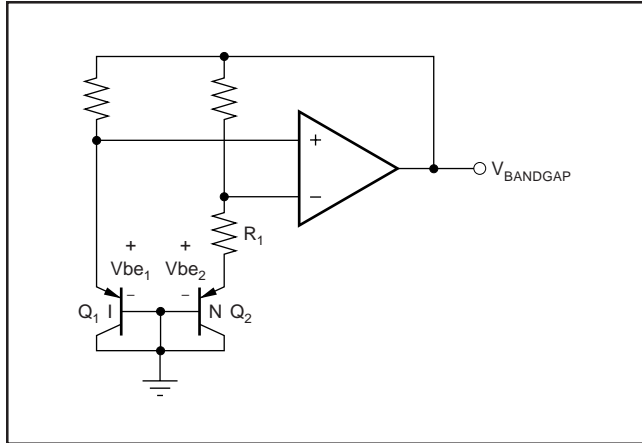 +
−
V_BANDGAP
R₁
+ +
Vbe₁ Vbe₂
− −
Q₁ I N Q₂